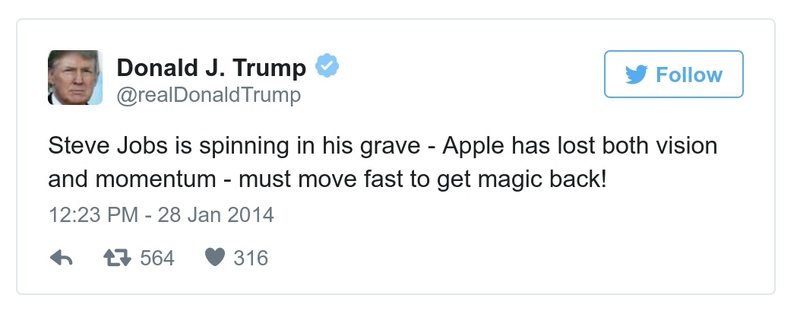 Donald J. Trump
Follow
@realDonaldTrump
Steve Jobs is spinning in his grave - Apple has lost both vision
and momentum - must move fast to get magic back!
12:23 PM - 28 Jan 2014
564 316